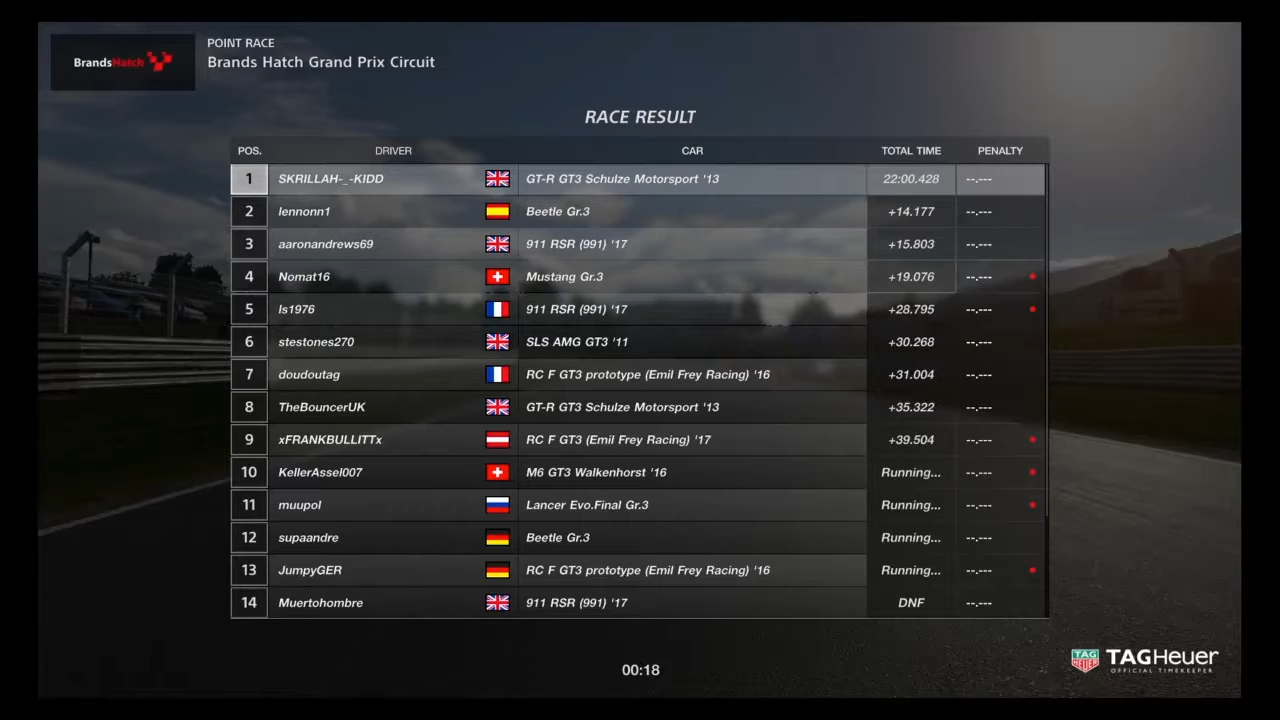 BrandsHatch
POINT RACE
Brands Hatch Grand Prix Circuit
RACE RESULT
POS. DRIVER CAR TOTAL TIME PENALTY
1 SKRILLAH-_-KIDD GT-R GT3 Schulze Motorsport '13 22:00.428 --.---
2 lennonn1 Beetle Gr.3 +14.177 --.---
3 aaronandrews69 911 RSR (991) '17 +15.803 --.---
4 Nomat16 Mustang Gr.3 +19.076 --.---
5 ls1976 911 RSR (991) '17 +28.795 --.---
6 stestones270 SLS AMG GT3 '11 +30.268 --.---
7 doudoutag RC F GT3 prototype (Emil Frey Racing) '16 +31.004 --.---
8 TheBouncerUK GT-R GT3 Schulze Motorsport '13 +35.322 --.---
9 xFRANKBULLITTx RC F GT3 (Emil Frey Racing) '17 +39.504 --.---
10 KellerAssel007 M6 GT3 Walkenhorst '16 Running... --.---
11 muupol Lancer Evo.Final Gr.3 Running... --.---
12 supaandre Beetle Gr.3 Running... --.---
13 JumpyGER RC F GT3 prototype (Emil Frey Racing) '16 Running... --.---
14 Muertohombre 911 RSR (991) '17 DNF --.---
00:18
TAG HEUER TAGHeuer
OFFICIAL TIMEKEEPER